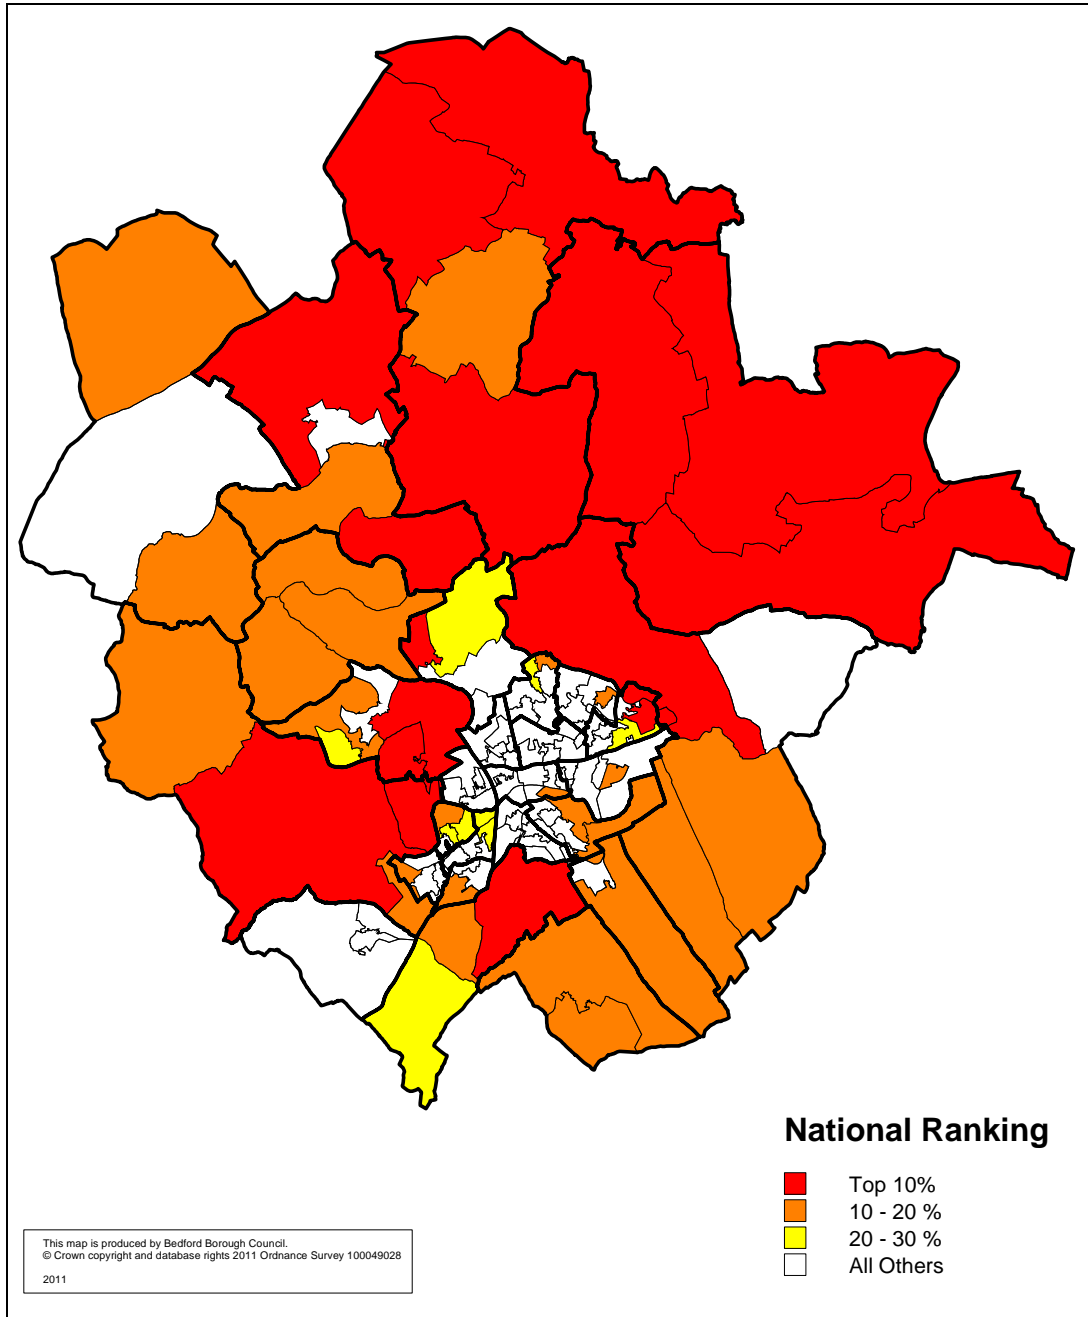 National Ranking
Top 10%
10 - 20 %
20 - 30 %
All Others
This map is produced by Bedford Borough Council.
© Crown copyright and database rights 2011 Ordnance Survey 100049028
2011